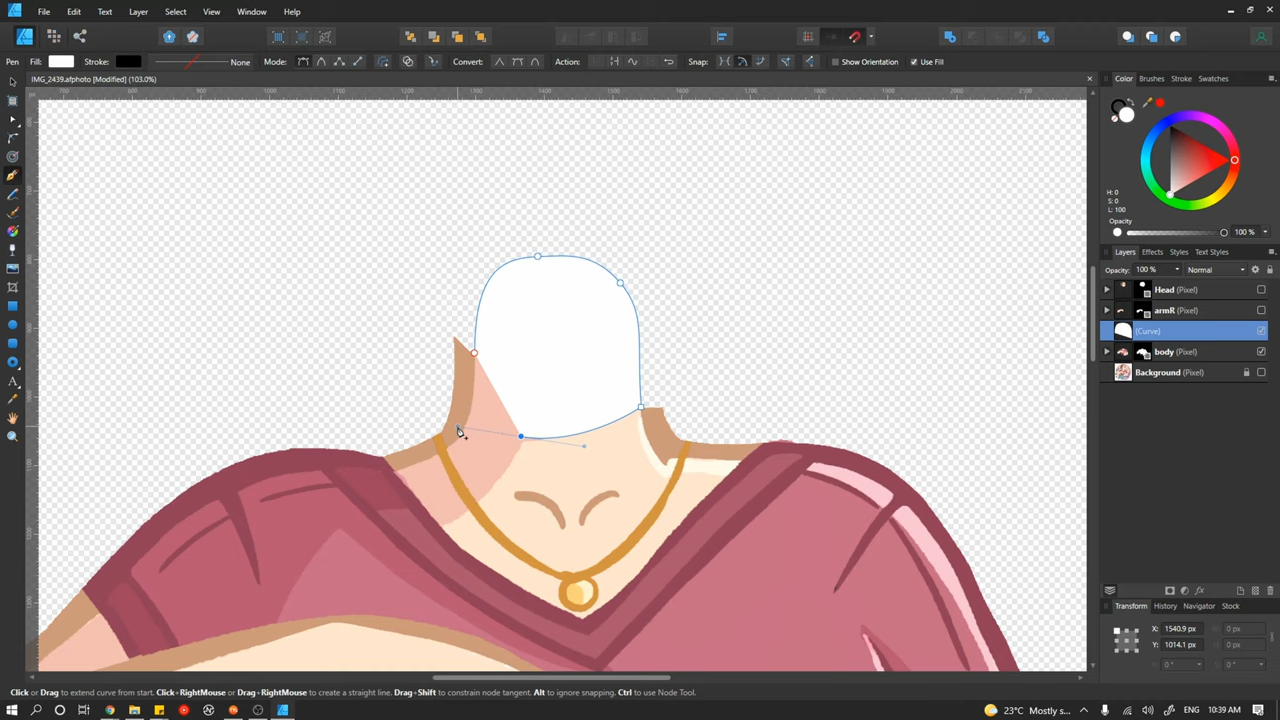 File Edit Text Layer Select View Window Help
Pen Fill: Stroke: None Mode: Convert: Action: Snap: Show Orientation Use Fill
IMG_2439.afphoto [Modified] (103.0%)
Color Brushes Stroke Swatches
H: 0
S: 0
L: 100
Opacity
100 %
Layers Effects Styles Text Styles
Opacity: 100 % Normal
Head (Pixel)
armR (Pixel)
(Curve)
body (Pixel)
Background (Pixel)
Transform History Navigator Stock
X: 1540.9 px W: 0 px
Y: 1014.1 px H: 0 px
0 ° S: 0 °
Click or Drag to extend curve from start. Click+RightMouse or Drag+RightMouse to create a straight line. Drag+Shift to constrain node tangent. Alt to ignore snapping. Ctrl to use Node Tool.
23°C Mostly s... 10:39 AM